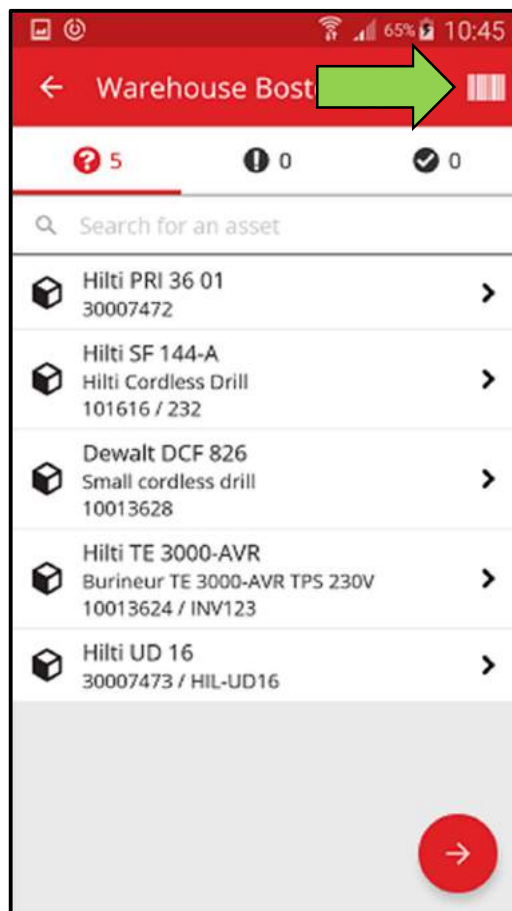 65% 10:45
Warehouse Bost
5 0 0
Search for an asset
Hilti PRI 36 01
30007472
Hilti SF 144-A
Hilti Cordless Drill
101616 / 232
Dewalt DCF 826
Small cordless drill
10013628
Hilti TE 3000-AVR
Burineur TE 3000-AVR TPS 230V
10013624 / INV123
Hilti UD 16
30007473 / HIL-UD16